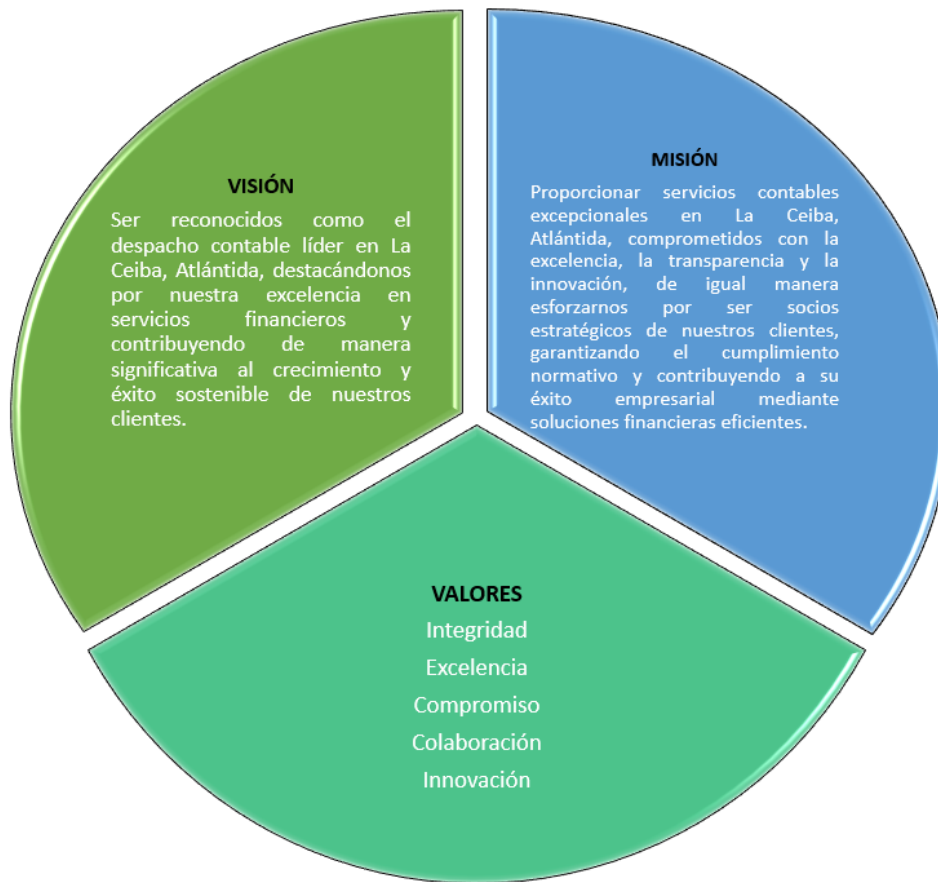 VISIÓN
Ser reconocidos como el
despacho contable líder en La
Ceiba, Atlántida, destacándonos
por nuestra excelencia en
servicios financieros y
contribuyendo de manera
significativa al crecimiento y
éxito sostenible de nuestros
clientes.
MISIÓN
Proporcionar servicios contables
excepcionales en La Ceiba,
Atlántida, comprometidos con la
excelencia, la transparencia y la
innovación, de igual manera
esforzarnos por ser socios
estratégicos de nuestros clientes,
garantizando el cumplimiento
normativo y contribuyendo a su
éxito empresarial mediante
soluciones financieras eficientes.
VALORES
Integridad
Excelencia
Compromiso
Colaboración
Innovación